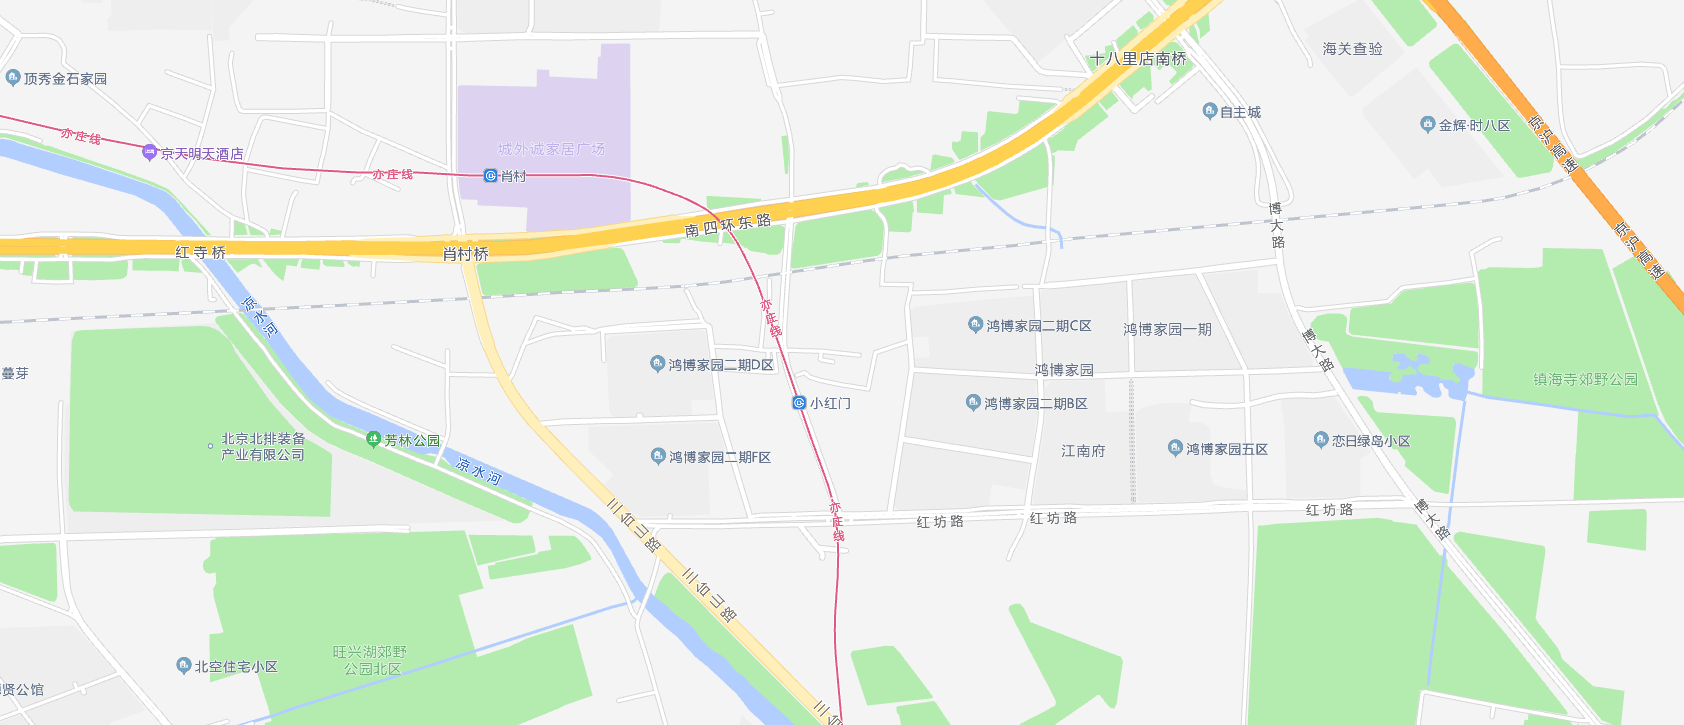 海关查验
十八里店南桥
顶秀金石家园
自主城
金辉·时八区
京沪高速
亦庄线
京天明天酒店
城外诚家居广场
亦庄线
肖村
博大路
南四环东路
京沪高速
红寺桥
肖村桥
凉水河
亦庄线
鸿博家园二期C区
鸿博家园一期
博大路
鸿博家园二期D区
鸿博家园
蔓芽
镇海寺郊野公园
小红门
鸿博家园二期B区
芳林公园
北京北排装备
产业有限公司
恋日绿岛小区
江南府
鸿博家园五区
鸿博家园二期F区
凉水河
三台山路
亦庄线
红坊路
红坊路
红坊路
博大路
三台山路
旺兴湖郊野
公园北区
北空住宅小区
贤公馆
三台